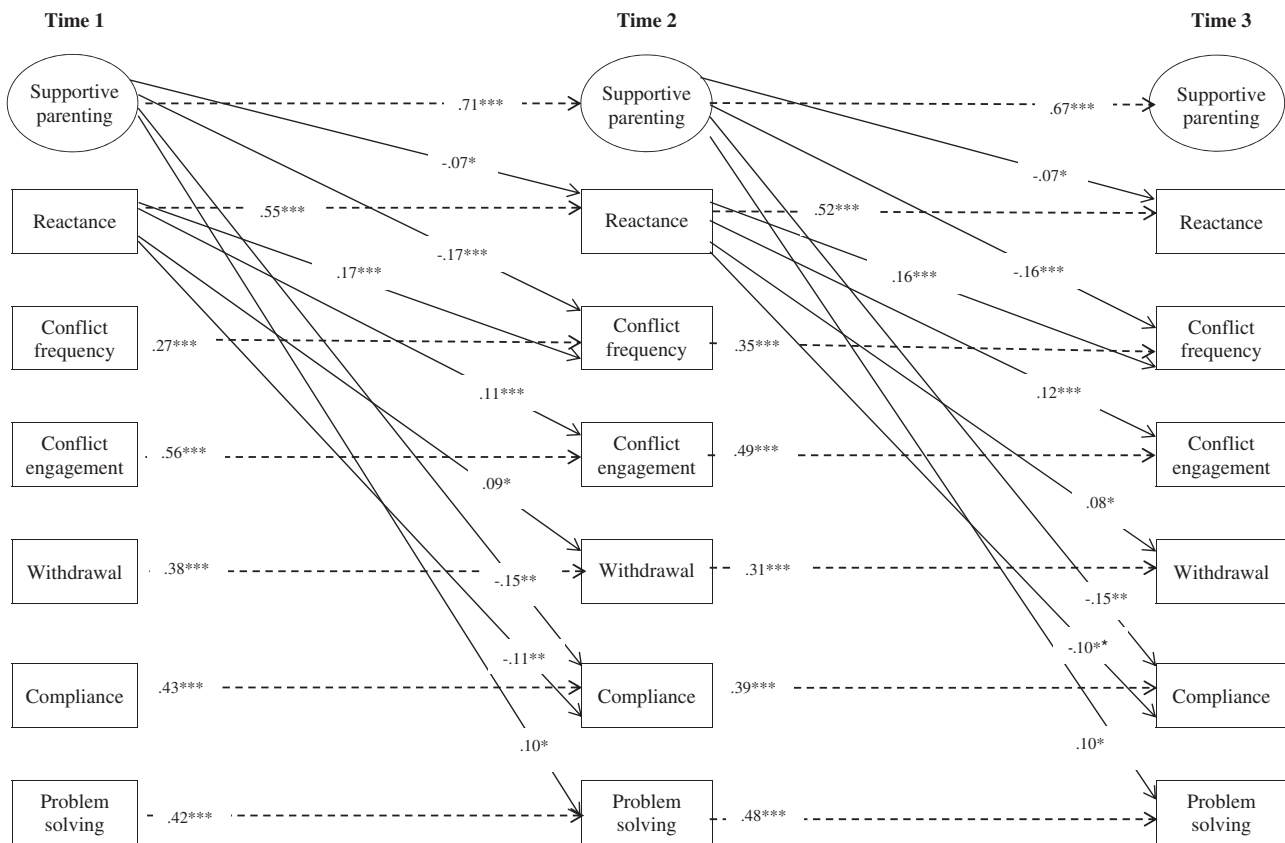 Time 1
Time 2
Time 3
Supportive
parenting
.71***
Supportive
parenting
.67***
Supportive
parenting
-.07*
-.07*
Reactance
.55***
Reactance
.52***
Reactance
.17***
-.17***
.16***
-.16***
Conflict
frequency
.27***
Conflict
frequency
.35***
Conflict
frequency
.11***
.12***
Conflict
engagement
.56***
Conflict
engagement
.49***
Conflict
engagement
.09*
.08*
Withdrawal
.38***
Withdrawal
.31***
Withdrawal
-.15**
-.15**
-.11**
-.10**
Compliance
.43***
Compliance
.39***
Compliance
.10*
.10*
Problem
solving
.42***
Problem
solving
.48***
Problem
solving